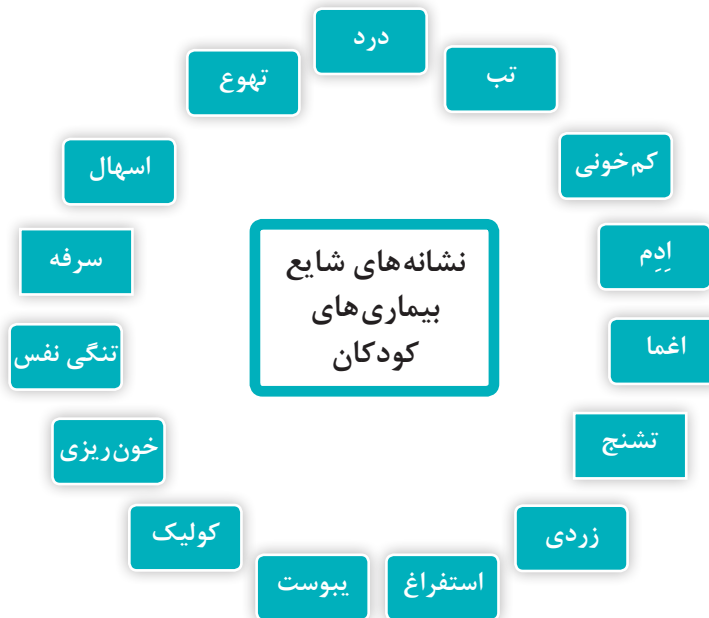 درد
تب
کم‌خونی
اِدِم
اغما
تشنج
زردی
استفراغ
یبوست
کولیک
خون‌ریزی
تنگی نفس
سرفه
اسهال
تهوع
نشانه‌های شایع
بیماری‌های
کودکان